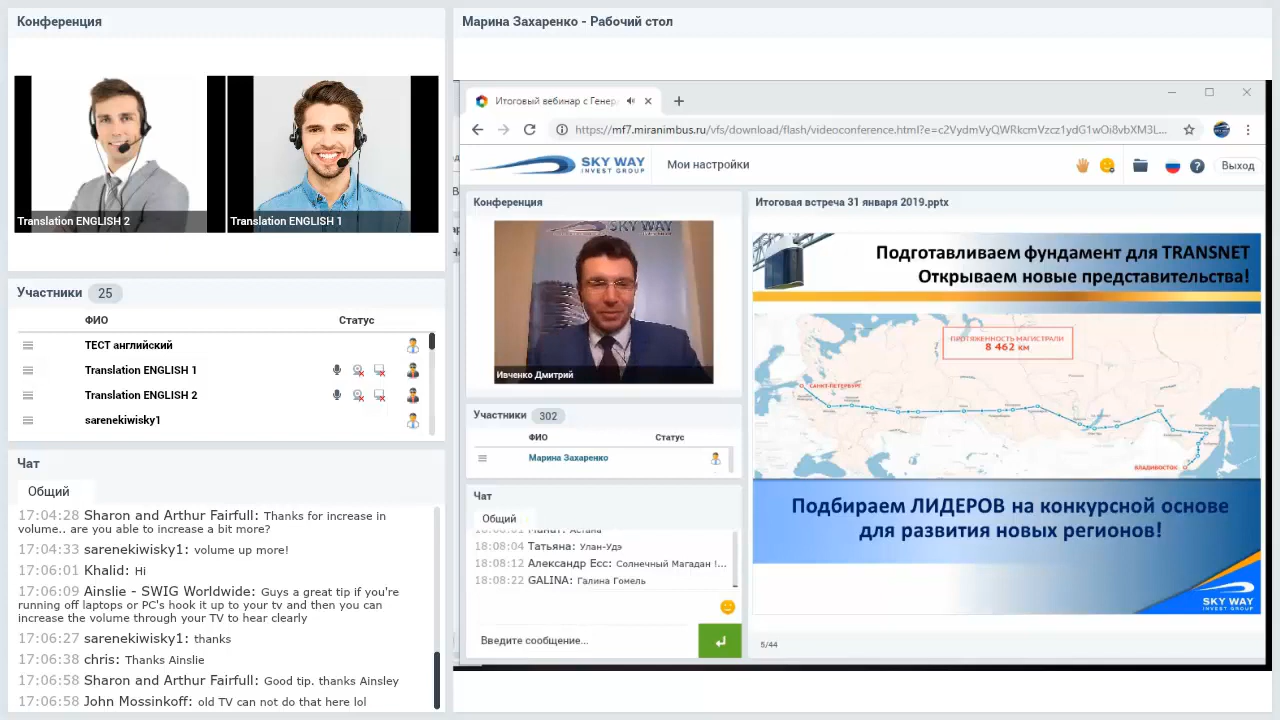 Конференция
Translation ENGLISH 2
Translation ENGLISH 1
Участники 25
ФИО Статус
ТЕСТ английский
Translation ENGLISH 1
Translation ENGLISH 2
sarenekiwisky1
Чат
Общий
17:04:28 Sharon and Arthur Fairfull: Thanks for increase in
volume.. are you able to increase a bit more?
17:04:33 sarenekiwisky1: volume up more!
17:06:01 Khalid: Hi
17:06:09 Ainslie - SWIG Worldwide: Guys a great tip if you're
running off laptops or PC's hook it up to your tv and then you can
increase the volume through your TV to hear clearly
17:06:27 sarenekiwisky1: thanks
17:06:38 chris: Thanks Ainslie
17:06:58 Sharon and Arthur Fairfull: Good tip. thanks Ainsley
17:06:58 John Mossinkoff: old TV can not do that here lol
Марина Захаренко - Рабочий стол
Итоговый вебинар с Генер
https://mf7.miranimbus.ru/vfs/download/flash/videoconference.html?e=c2VydmVyQWRkcmVzcz1ydG1wOi8vbXM3L...
SKY WAY
INVEST GROUP
Мои настройки
Выход
Конференция
SKY WAY
Ивченко Дмитрий
Участники 302
ФИО Статус
Марина Захаренко
Чат
Общий
18:08:04 Татьяна: Улан-Удэ
18:08:12 Александр Есс: Солнечный Магадан !...
18:08:22 GALINA: Галина Гомель
Введите сообщение...
Итоговая встреча 31 января 2019.pptx
Подготавливаем фундамент для TRANSNET
Открываем новые представительства!
ПРОТЯЖЕННОСТЬ МАГИСТРАЛИ
8 462 км
САНКТ-ПЕТЕРБУРГ
ВЛАДИВОСТОК
Подбираем ЛИДЕРОВ на конкурсной основе
для развития новых регионов!
SKY WAY
INVEST GROUP
5/44